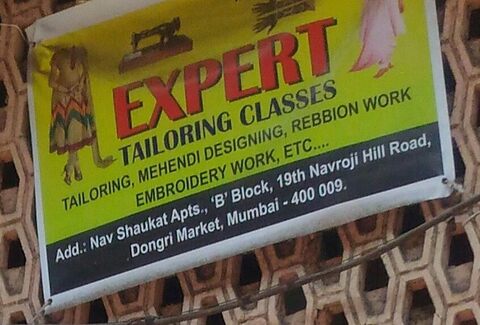 EXPERT
TAILORING CLASSES
TAILORING, MEHENDI DESIGNING, REBBION WORK
EMBROIDERY WORK, ETC....
Add.: Nav Shaukat Apts., 'B' Block, 19th Navroji Hill Road,
Dongri Market, Mumbai - 400 009.